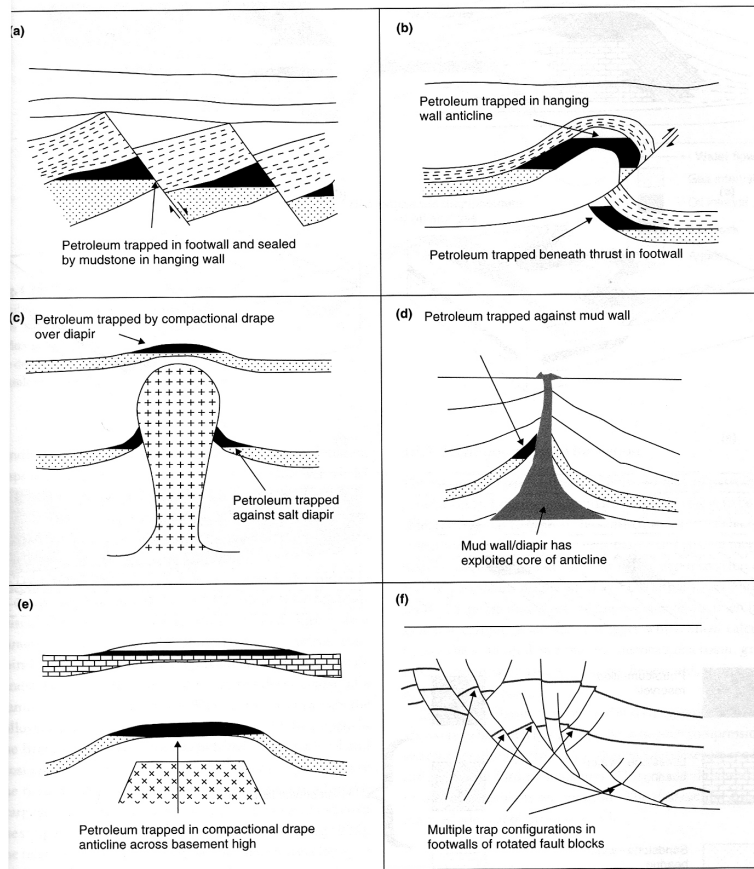 (a)
Petroleum trapped in footwall and sealed
by mudstone in hanging wall
(b)
Petroleum trapped in hanging
wall anticline
Petroleum trapped beneath thrust in footwall
(c)
Petroleum trapped by compactional drape
over diapir
Petroleum trapped
against salt diapir
(d)
Petroleum trapped against mud wall
Mud wall/diapir has
exploited core of anticline
(e)
Petroleum trapped in compactional drape
anticline across basement high
(f)
Multiple trap configurations in
footwalls of rotated fault blocks